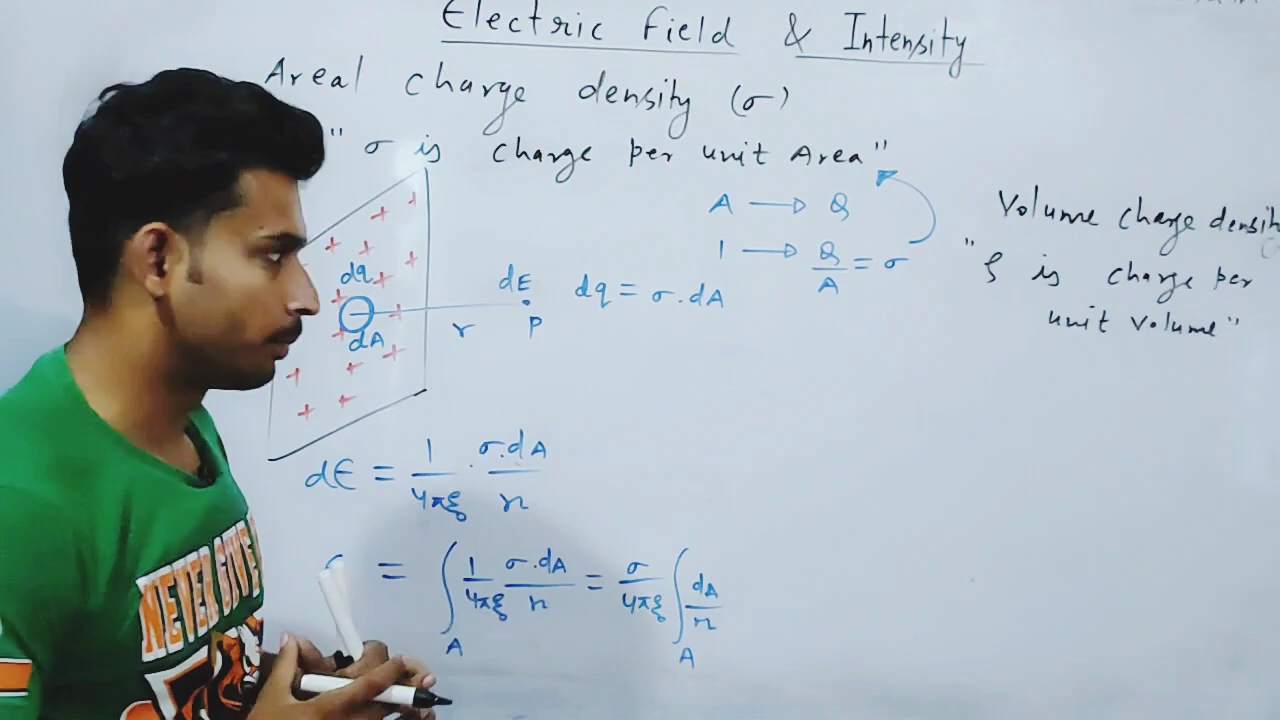 Electric field & Intensity
Areal charge density (σ)
" σ is charge per unit Area"
A → Q
1 → Q/A = σ
Volume charge densit
"ρ is charge per
unit volume"
dq
dA
r
dE
P
dq = σ.dA
dE = 1/4πε₀ . σ.dA/r
= ∫A 1/4πε₀ σ.dA/r = σ/4πε₀ ∫A dA/r
NEVER GIVE